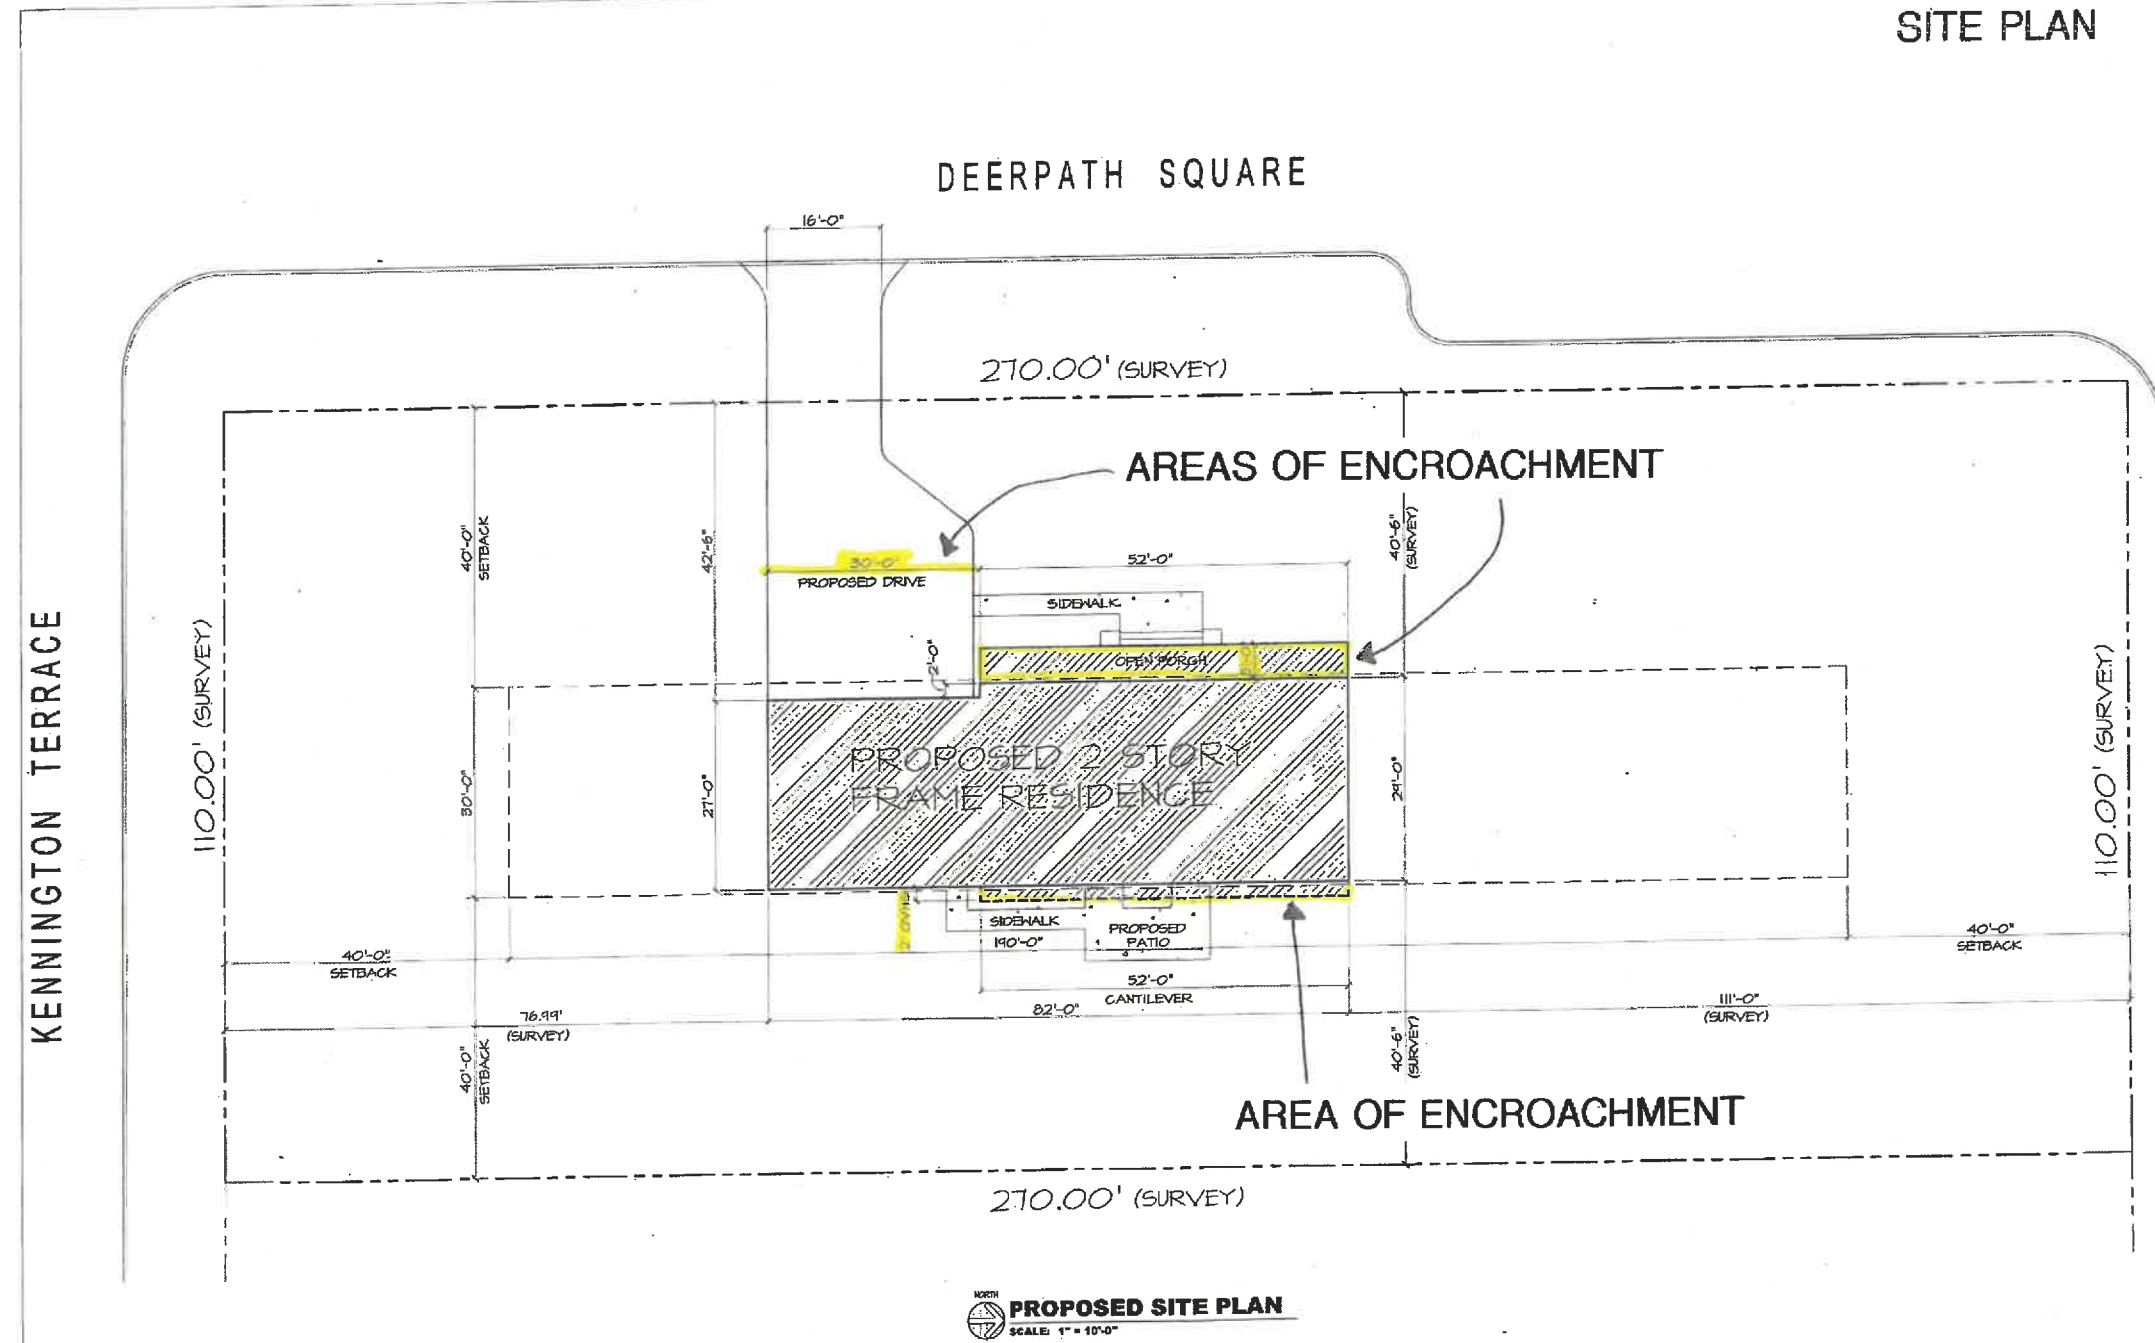 SITE PLAN
DEERPATH SQUARE
16'-0"
270.00' (SURVEY)
AREAS OF ENCROACHMENT
40'-0"
SETBACK
42'-6"
40'-6"
(SURVEY)
30'-0"
PROPOSED DRIVE
52'-0"
SIDEWALK
2'-0"
OPEN PORCH
KENNINGTON TERRACE
110.00' (SURVEY)
110.00' (SURVEY)
PROPOSED 2 STORY
FRAME RESIDENCE
30'-0"
27'-0"
29'-0"
SIDEWALK
190'-0"
PROPOSED
PATIO
40'-0"
SETBACK
40'-0"
SETBACK
52'-0"
CANTILEVER
76.99'
(SURVEY)
82'-0"
111'-0"
(SURVEY)
40'-0"
SETBACK
40'-6"
(SURVEY)
AREA OF ENCROACHMENT
270.00' (SURVEY)
NORTH
PROPOSED SITE PLAN
SCALE: 1" = 10'-0"